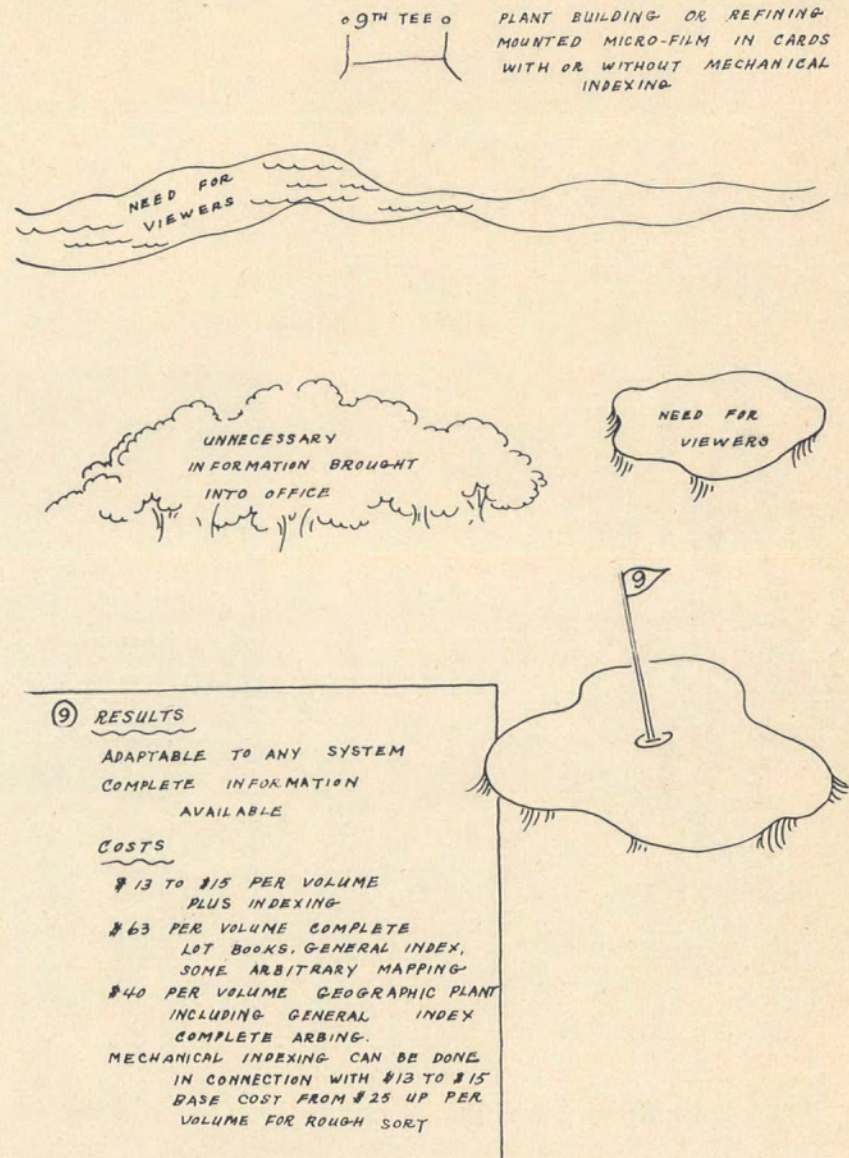 9TH TEE
PLANT BUILDING OR REFINING
MOUNTED MICRO-FILM IN CARDS
WITH OR WITHOUT MECHANICAL
INDEXING
NEED FOR
VIEWERS
UNNECESSARY
INFORMATION BROUGHT
INTO OFFICE
NEED FOR
VIEWERS
9
9 RESULTS
ADAPTABLE TO ANY SYSTEM
COMPLETE INFORMATION
AVAILABLE
COSTS
$13 TO $15 PER VOLUME
PLUS INDEXING
$63 PER VOLUME COMPLETE
LOT BOOKS. GENERAL INDEX,
SOME ARBITRARY MAPPING
$40 PER VOLUME GEOGRAPHIC PLANT
INCLUDING GENERAL INDEX
COMPLETE ARBING.
MECHANICAL INDEXING CAN BE DONE
IN CONNECTION WITH $13 TO $15
BASE COST FROM $25 UP PER
VOLUME FOR ROUGH SORT